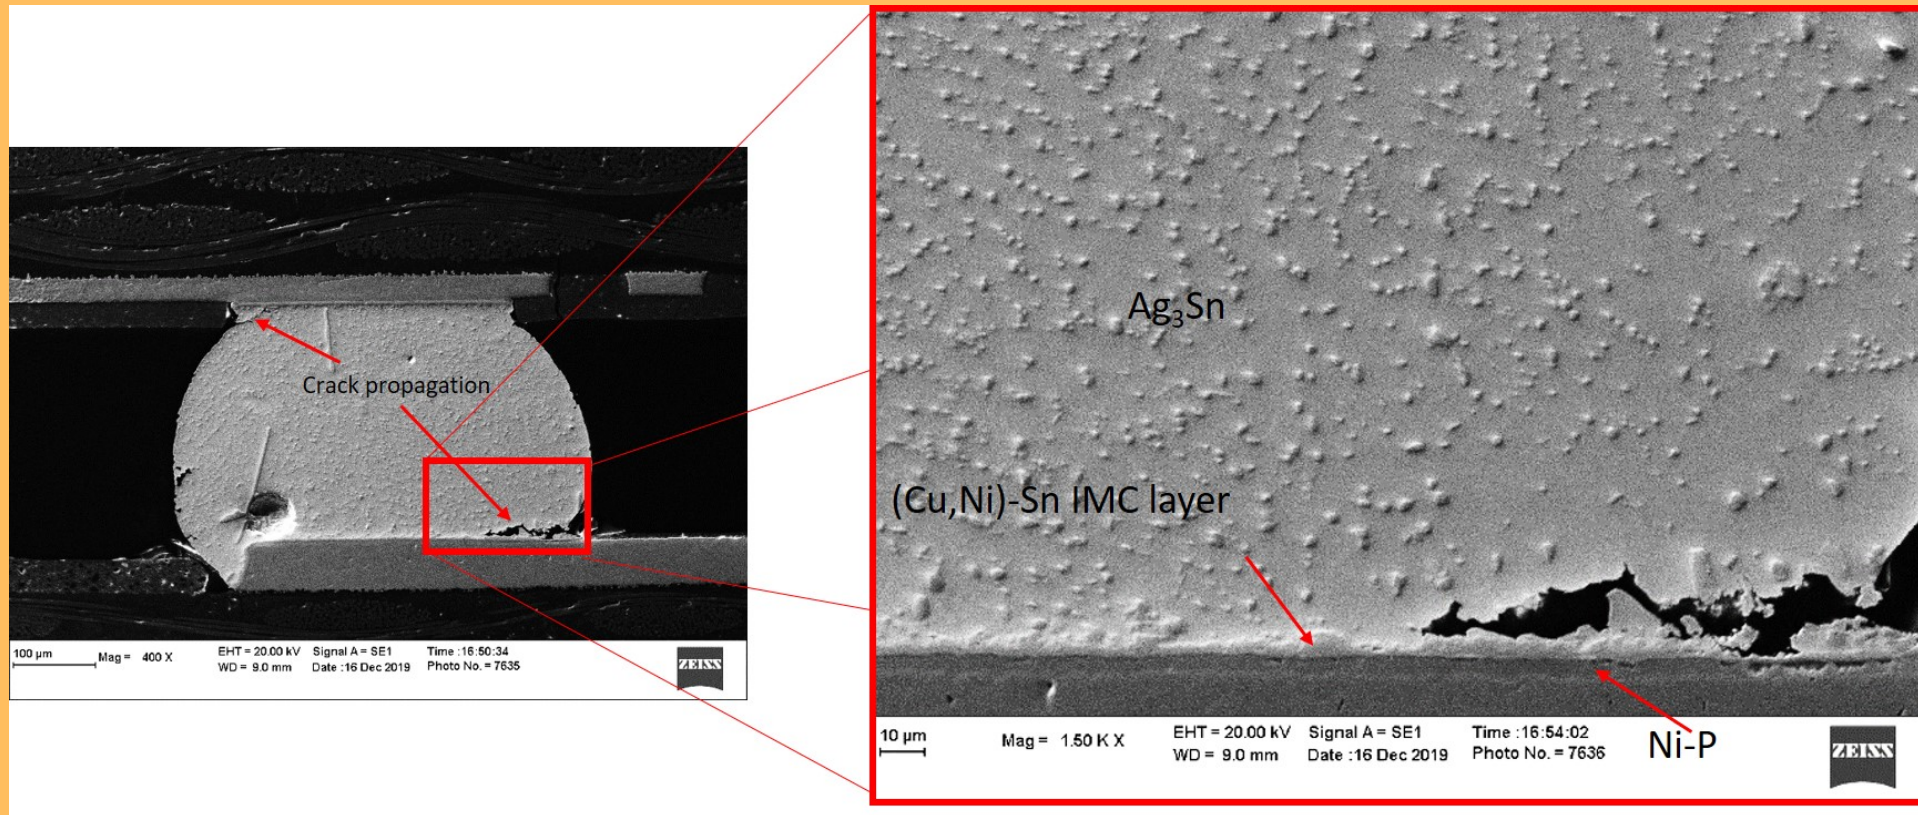 Crack propagation
100 µm
Mag = 400 X
EHT = 20.00 kV Signal A = SE1 Time :16:50:34
WD = 9.0 mm Date :16 Dec 2019 Photo No. = 7635
ZEISS
Ag₃Sn
(Cu,Ni)-Sn IMC layer
10 µm
Mag = 1.50 K X
EHT = 20.00 kV Signal A = SE1 Time :16:54:02
WD = 9.0 mm Date :16 Dec 2019 Photo No. = 7636
Ni-P
ZEISS